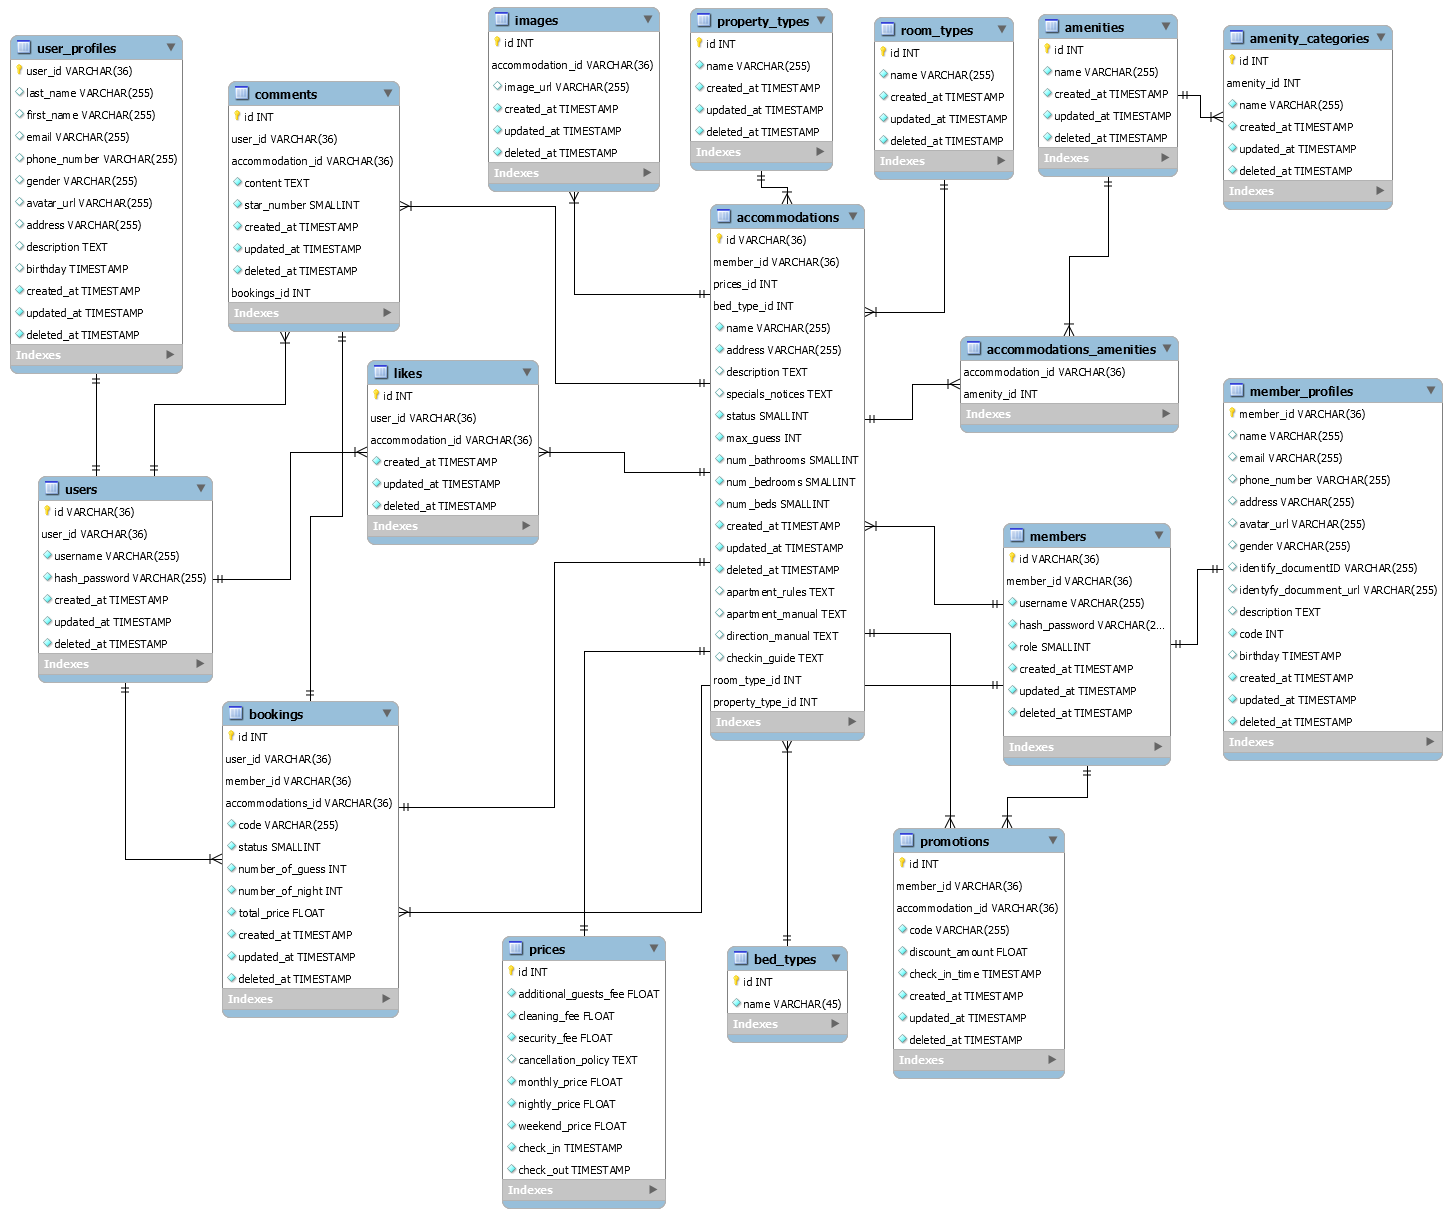 user_profiles
user_id VARCHAR(36)
last_name VARCHAR(255)
first_name VARCHAR(255)
email VARCHAR(255)
phone_number VARCHAR(255)
gender VARCHAR(255)
avatar_url VARCHAR(255)
address VARCHAR(255)
description TEXT
birthday TIMESTAMP
created_at TIMESTAMP
updated_at TIMESTAMP
deleted_at TIMESTAMP
Indexes
comments
id INT
user_id VARCHAR(36)
accommodation_id VARCHAR(36)
content TEXT
star_number SMALLINT
created_at TIMESTAMP
updated_at TIMESTAMP
deleted_at TIMESTAMP
bookings_id INT
Indexes
images
id INT
accommodation_id VARCHAR(36)
image_url VARCHAR(255)
created_at TIMESTAMP
updated_at TIMESTAMP
deleted_at TIMESTAMP
Indexes
property_types
id INT
name VARCHAR(255)
created_at TIMESTAMP
updated_at TIMESTAMP
deleted_at TIMESTAMP
Indexes
room_types
id INT
name VARCHAR(255)
created_at TIMESTAMP
updated_at TIMESTAMP
deleted_at TIMESTAMP
Indexes
amenities
id INT
name VARCHAR(255)
created_at TIMESTAMP
updated_at TIMESTAMP
deleted_at TIMESTAMP
Indexes
amenity_categories
id INT
amenity_id INT
name VARCHAR(255)
created_at TIMESTAMP
updated_at TIMESTAMP
deleted_at TIMESTAMP
Indexes
accommodations
id VARCHAR(36)
member_id VARCHAR(36)
prices_id INT
bed_type_id INT
name VARCHAR(255)
address VARCHAR(255)
description TEXT
specials_notices TEXT
status SMALLINT
max_guess INT
num_bathrooms SMALLINT
num_bedrooms SMALLINT
num_beds SMALLINT
created_at TIMESTAMP
updated_at TIMESTAMP
deleted_at TIMESTAMP
apartment_rules TEXT
apartment_manual TEXT
direction_manual TEXT
checkin_guide TEXT
room_type_id INT
property_type_id INT
Indexes
accommodations_amenities
accommodation_id VARCHAR(36)
amenity_id INT
Indexes
likes
id INT
user_id VARCHAR(36)
accommodation_id VARCHAR(36)
created_at TIMESTAMP
updated_at TIMESTAMP
deleted_at TIMESTAMP
Indexes
member_profiles
member_id VARCHAR(36)
name VARCHAR(255)
email VARCHAR(255)
phone_number VARCHAR(255)
address VARCHAR(255)
avatar_url VARCHAR(255)
gender VARCHAR(255)
identify_documentID VARCHAR(255)
identyfy_documment_url VARCHAR(255)
description TEXT
code INT
birthday TIMESTAMP
created_at TIMESTAMP
updated_at TIMESTAMP
deleted_at TIMESTAMP
Indexes
users
id VARCHAR(36)
user_id VARCHAR(36)
username VARCHAR(255)
hash_password VARCHAR(255)
created_at TIMESTAMP
updated_at TIMESTAMP
deleted_at TIMESTAMP
Indexes
members
id VARCHAR(36)
member_id VARCHAR(36)
username VARCHAR(255)
hash_password VARCHAR(2...
role SMALLINT
created_at TIMESTAMP
updated_at TIMESTAMP
deleted_at TIMESTAMP
Indexes
bookings
id INT
user_id VARCHAR(36)
member_id VARCHAR(36)
accommodations_id VARCHAR(36)
code VARCHAR(255)
status SMALLINT
number_of_guess INT
number_of_night INT
total_price FLOAT
created_at TIMESTAMP
updated_at TIMESTAMP
deleted_at TIMESTAMP
Indexes
promotions
id INT
member_id VARCHAR(36)
accommodation_id VARCHAR(36)
code VARCHAR(255)
discount_amount FLOAT
check_in_time TIMESTAMP
created_at TIMESTAMP
updated_at TIMESTAMP
deleted_at TIMESTAMP
Indexes
prices
id INT
additional_guests_fee FLOAT
cleaning_fee FLOAT
security_fee FLOAT
cancellation_policy TEXT
monthly_price FLOAT
nightly_price FLOAT
weekend_price FLOAT
check_in TIMESTAMP
check_out TIMESTAMP
Indexes
bed_types
id INT
name VARCHAR(45)
Indexes